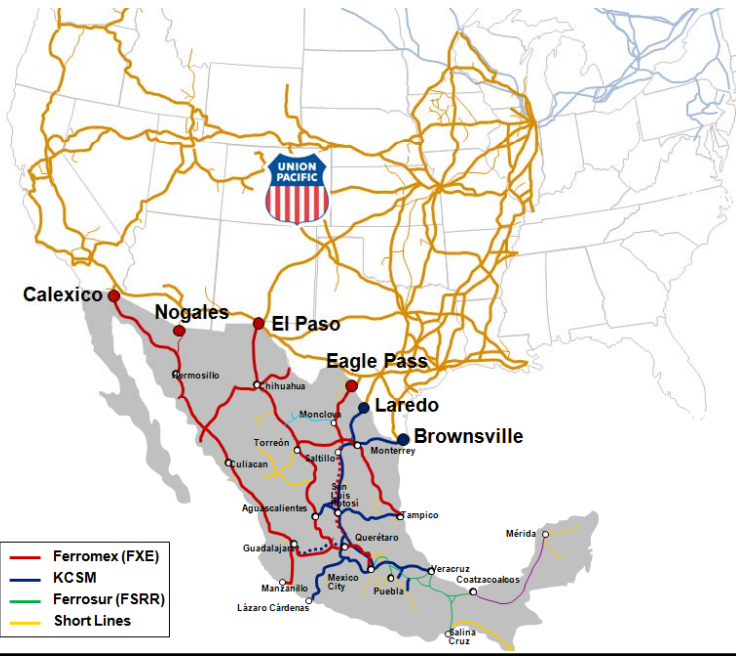 UNION
PACIFIC
Calexico
Nogales
El Paso
Eagle Pass
Laredo
Brownsville
Hermosillo
Chihuahua
Monclova
Torreón
Saltillo
Monterrey
Culiacan
San
Luis
Potosí
Aguascalientes
Tampico
Querétaro
Guadalajara
Mérida
Veracruz
Coatzacoalcos
Mexico
City
Puebla
Manzanillo
Lázaro Cárdenas
Salina
Cruz
Ferromex (FXE)
KCSM
Ferrosur (FSRR)
Short Lines